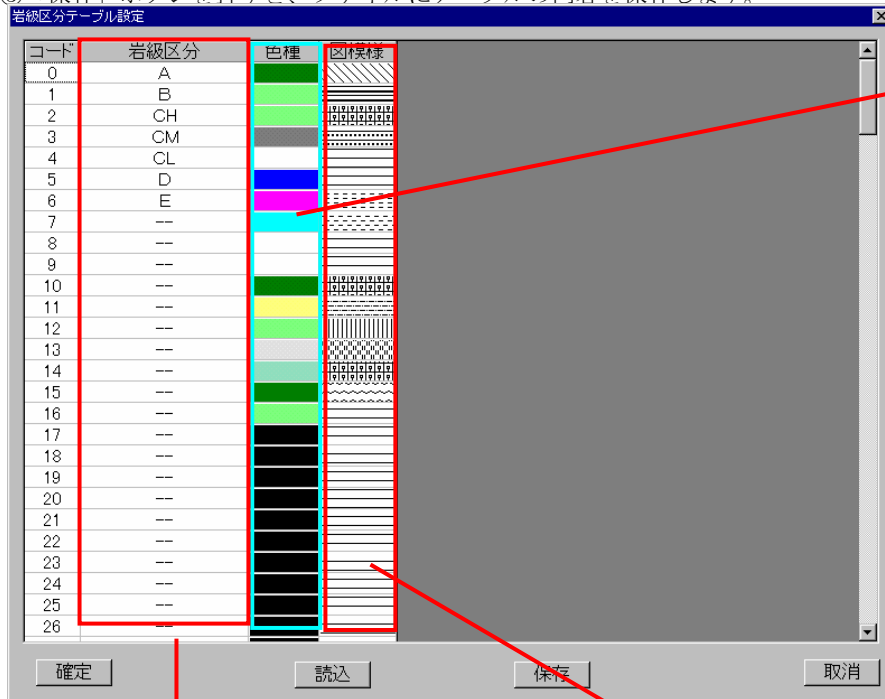 岩級区分テーブル設定
コード 岩級区分 色種 図模様
0 A
1 B
2 CH
3 CM
4 CL
5 D
6 E
7 --
8 --
9 --
10 --
11 --
12 --
13 --
14 --
15 --
16 --
17 --
18 --
19 --
20 --
21 --
22 --
23 --
24 --
25 --
26 --
確定 読込 保存 取消